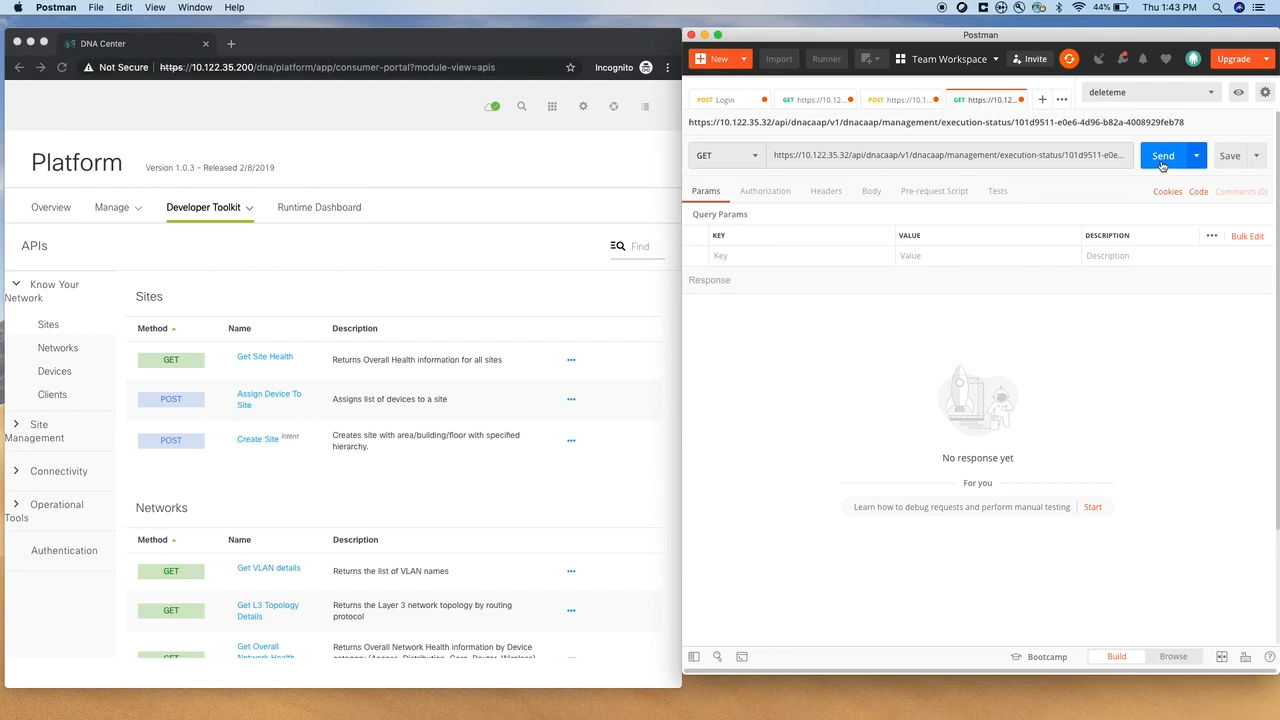 Postman File Edit View Window Help
44% Thu 1:43 PM
DNA Center
Not Secure https://10.122.35.200/dna/platform/app/consumer-portal?module-view=apis
Incognito
Platform
Version 1.0.3 - Released 2/8/2019
Overview Manage Developer Toolkit Runtime Dashboard
APIs
Find
Know Your
Network
Sites
Networks
Devices
Clients
Site
Management
Connectivity
Operational
Tools
Authentication
Sites
Method Name Description
GET Get Site Health Returns Overall Health information for all sites
POST Assign Device To
Site Assigns list of devices to a site
POST Create Site Intent Creates site with area/building/floor with specified
hierarchy.
Networks
Method Name Description
GET Get VLAN details Returns the list of VLAN names
GET Get L3 Topology
Details Returns the Layer 3 network topology by routing
protocol
GET Get Overall
Network Health Returns Overall Network Health information by Device
Postman
New Import Runner Team Workspace Invite Upgrade
POST Login GET https://10.12... POST https://10.1... GET https://10.12...
deleteme
https://10.122.35.32/api/dnacaap/v1/dnacaap/management/execution-status/101d9511-e0e6-4d96-b82a-4008929feb78
GET https://10.122.35.32/api/dnacaap/v1/dnacaap/management/execution-status/101d9511-e0e... Send Save
Params Authorization Headers Body Pre-request Script Tests Cookies Code Comments (0)
Query Params
KEY VALUE DESCRIPTION Bulk Edit
Key Value Description
Response
No response yet
For you
Learn how to debug requests and perform manual testing Start
Bootcamp Build Browse